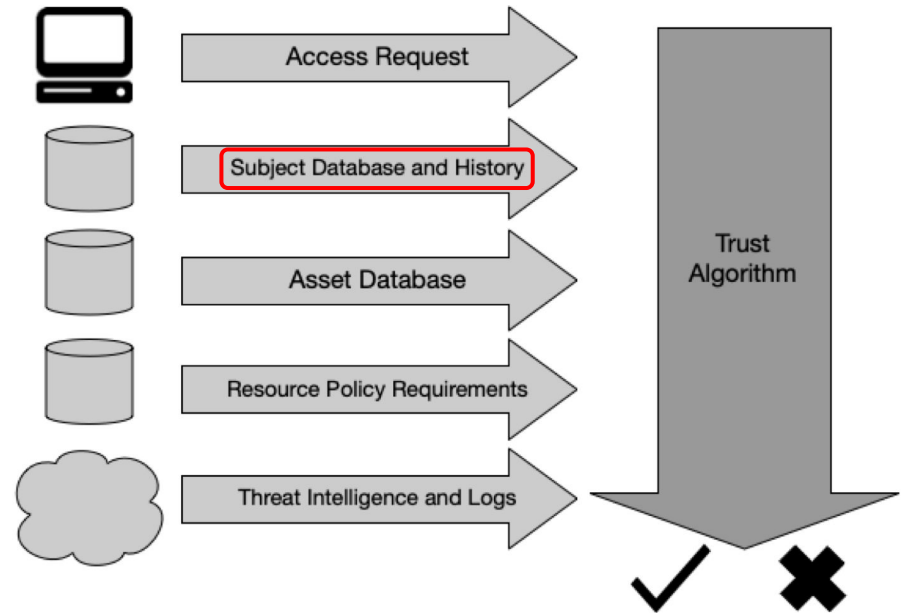 Access Request
Subject Database and History
Asset Database
Resource Policy Requirements
Threat Intelligence and Logs
Trust
Algorithm